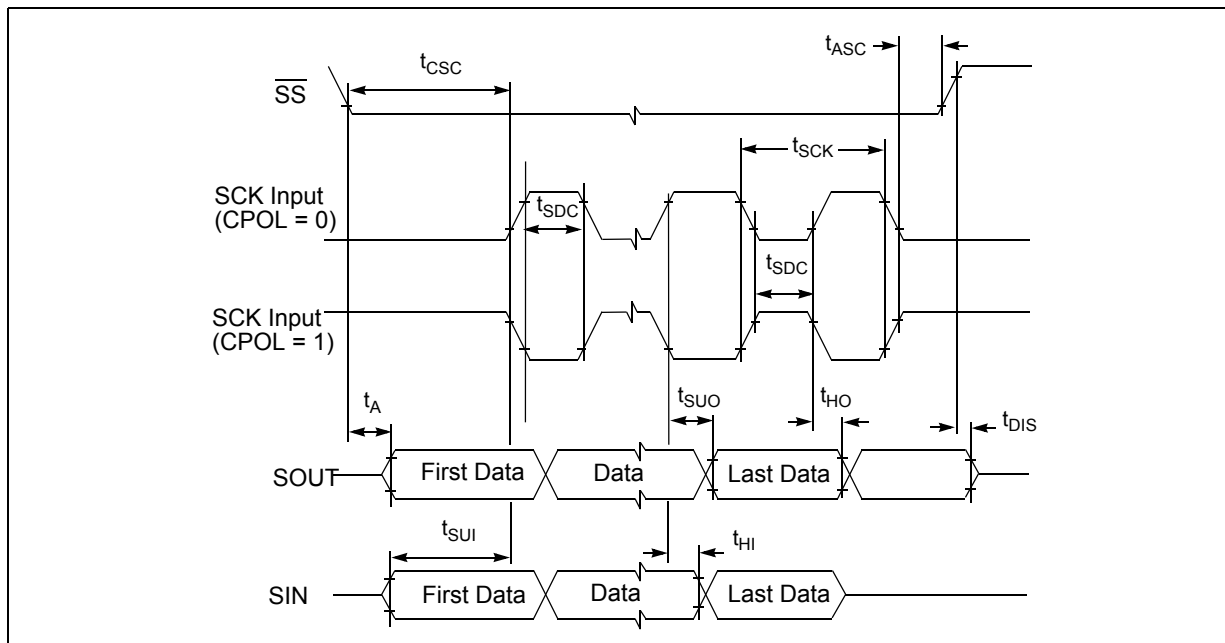 tASC
tCSC
SS
tSCK
SCK Input
(CPOL = 0)
tSDC
tSDC
SCK Input
(CPOL = 1)
tA
tSUO
tHO
tDIS
SOUT
First Data
Data
Last Data
tSUI
tHI
SIN
First Data
Data
Last Data